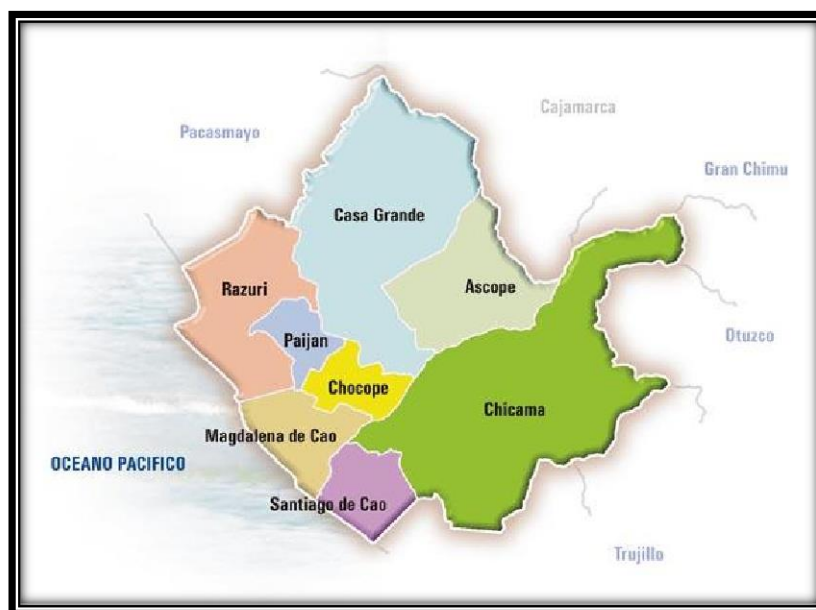 Cajamarca
Pacasmayo
Gran Chimu
Casa Grande
Razuri
Ascope
Paijan
Otuzco
Chocope
Chicama
Magdalena de Cao
OCEANO PACIFICO
Santiago de Cao
Trujillo